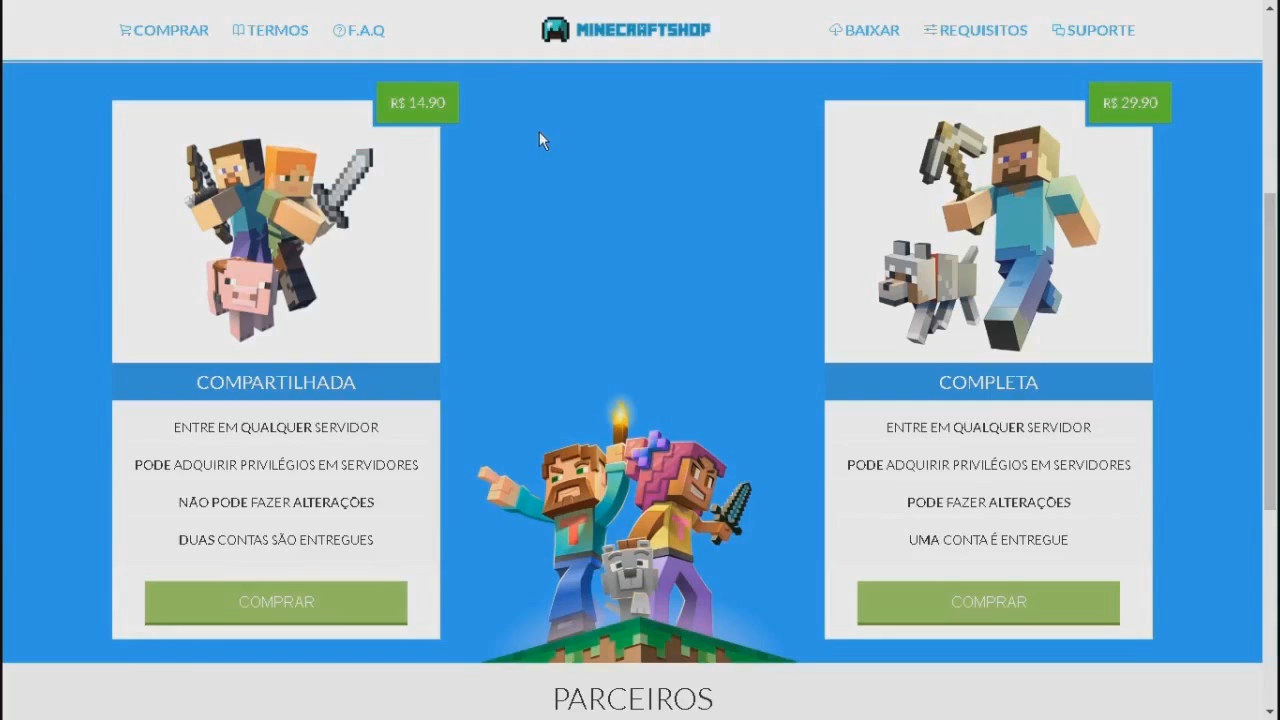 COMPRAR
TERMOS
F.A.Q
MINECRAFTSHOP
BAIXAR
REQUISITOS
SUPORTE
R$ 14.90
COMPARTILHADA
ENTRE EM QUALQUER SERVIDOR
PODE ADQUIRIR PRIVILÉGIOS EM SERVIDORES
NÃO PODE FAZER ALTERAÇÕES
DUAS CONTAS SÃO ENTREGUES
COMPRAR
R$ 29.90
COMPLETA
ENTRE EM QUALQUER SERVIDOR
PODE ADQUIRIR PRIVILÉGIOS EM SERVIDORES
PODE FAZER ALTERAÇÕES
UMA CONTA É ENTREGUE
COMPRAR
PARCEIROS